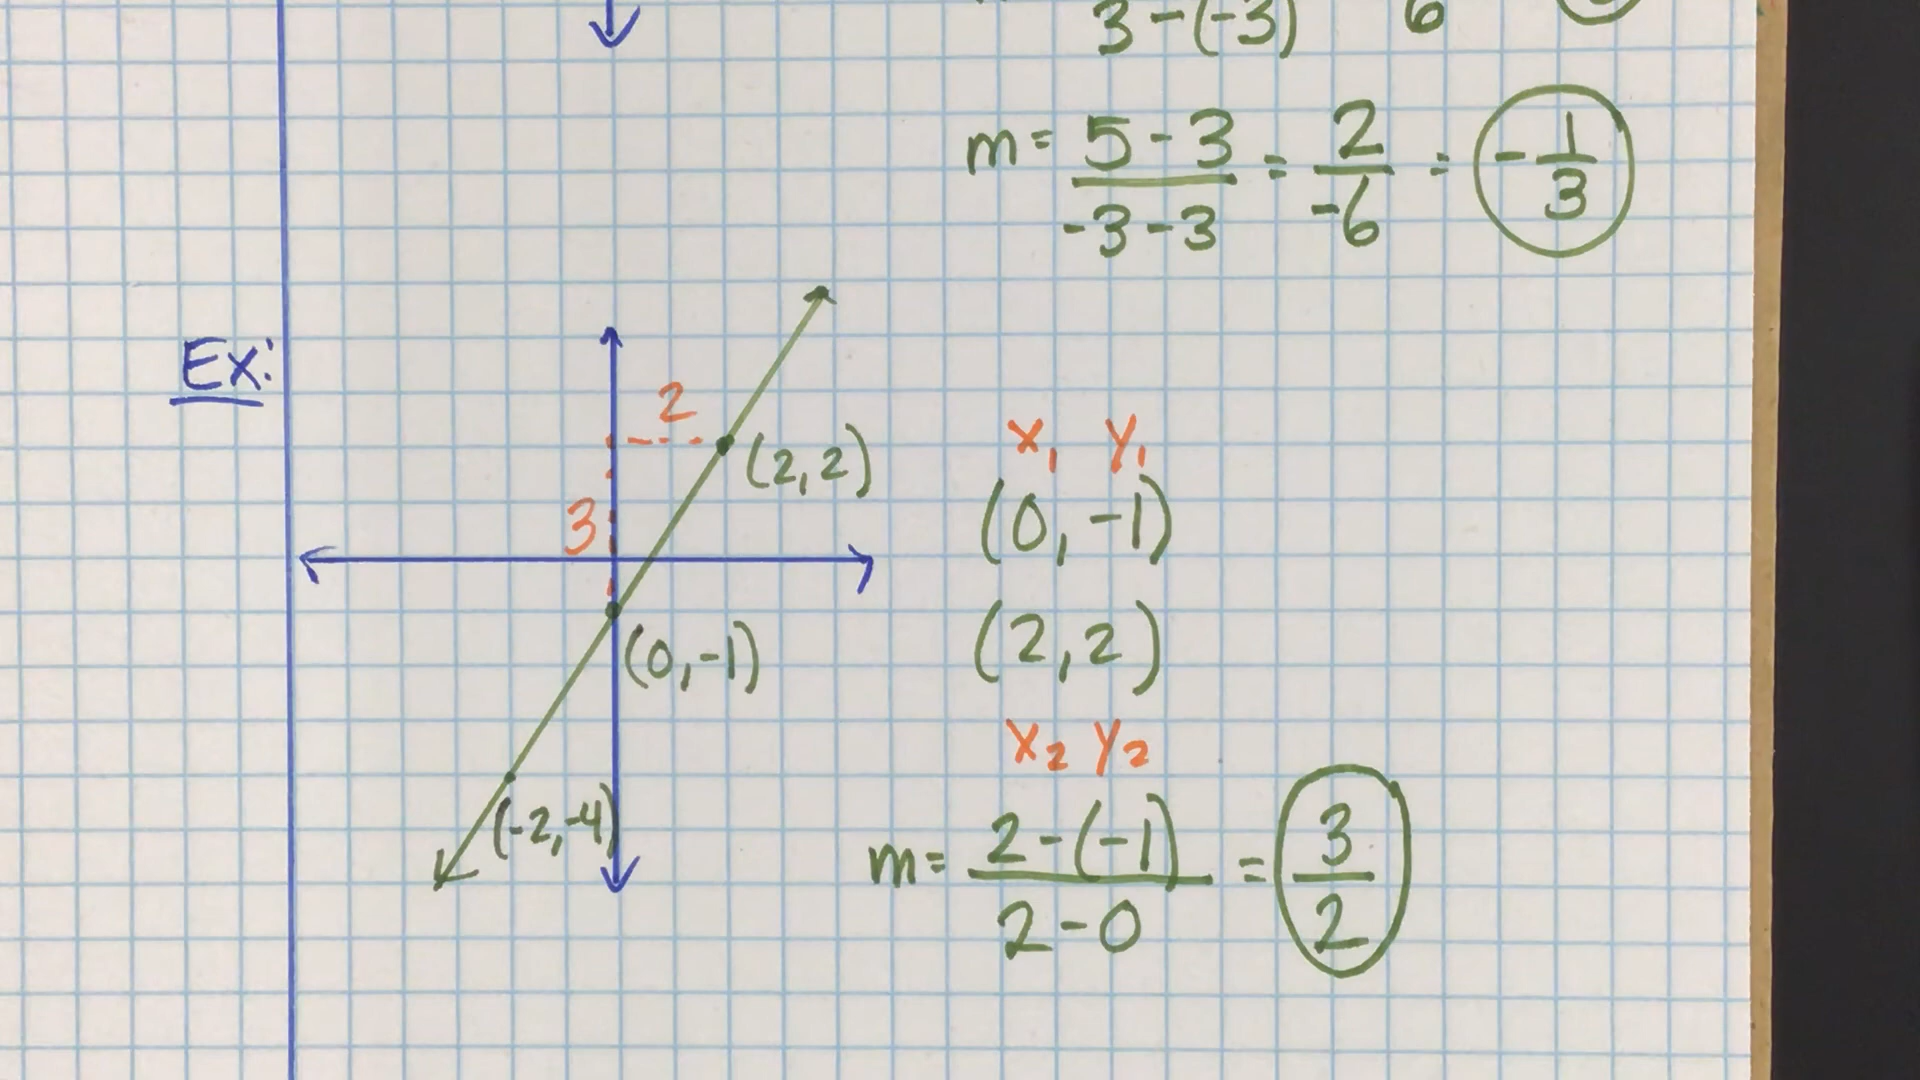 3-(-3) 6
m = 5-3 / -3-3 = 2 / -6 = -1/3
Ex:
2
(2,2)
3
(0,-1)
(-2,-4)
x₁ y₁
(0,-1)
(2,2)
x₂ y₂
m = 2-(-1) / 2-0 = 3/2